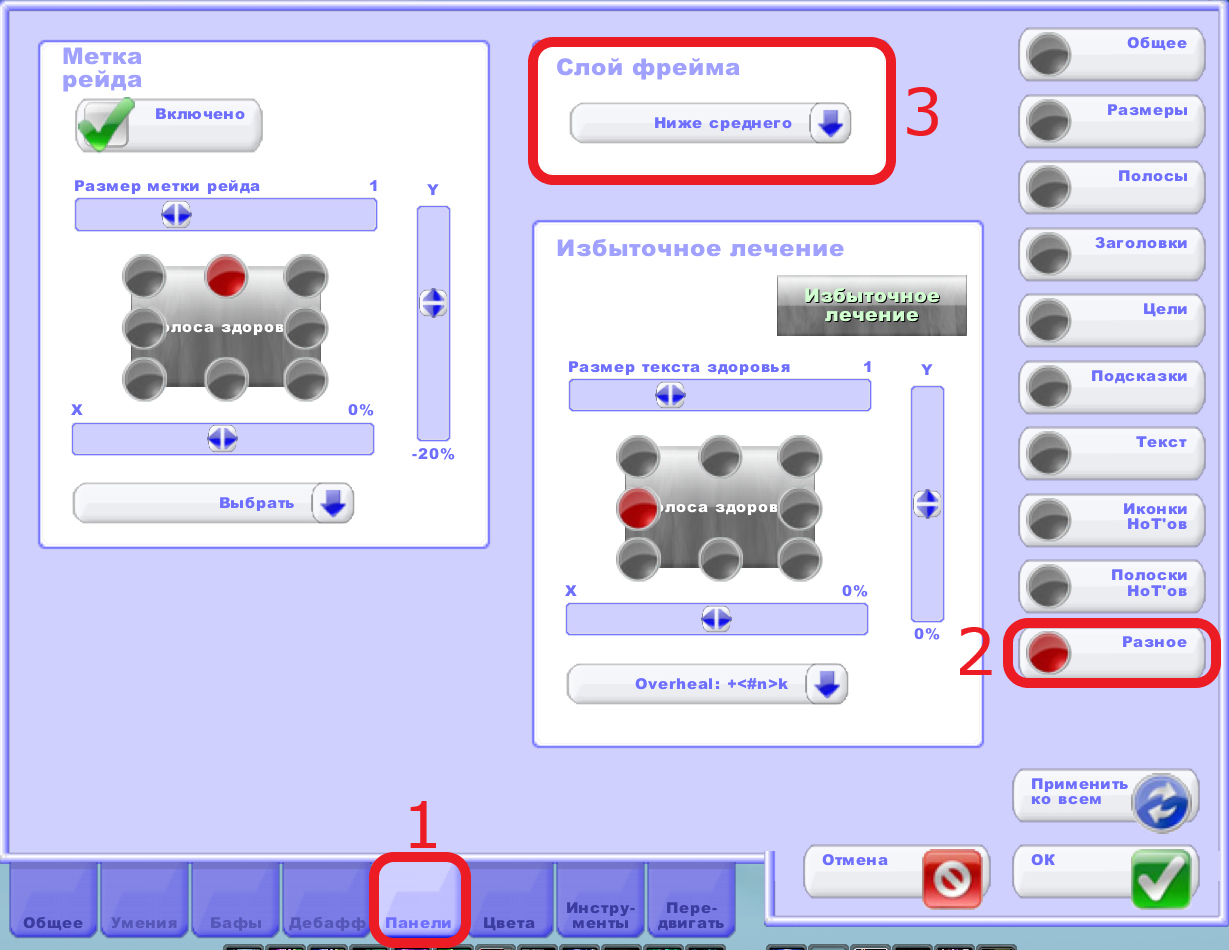 Метка
рейда
Включено
Размер метки рейда 1
Y
олоса здоров
X 0%
-20%
Выбрать
Слой фрейма
Ниже среднего
3
Избыточное лечение
Избыточное
лечение
Размер текста здоровья 1
Y
лоса здоров
X 0%
0%
Overheal: +<#n>k
Общее
Размеры
Полосы
Заголовки
Цели
Подсказки
Текст
Иконки
HoT'ов
Полоски
HoT'ов
2
Разное
Применить
ко всем
Отмена
OK
1
Общее
Умения
Бафы
Дебафф
Панели
Цвета
Инстру-
менты
Пере-
двигать